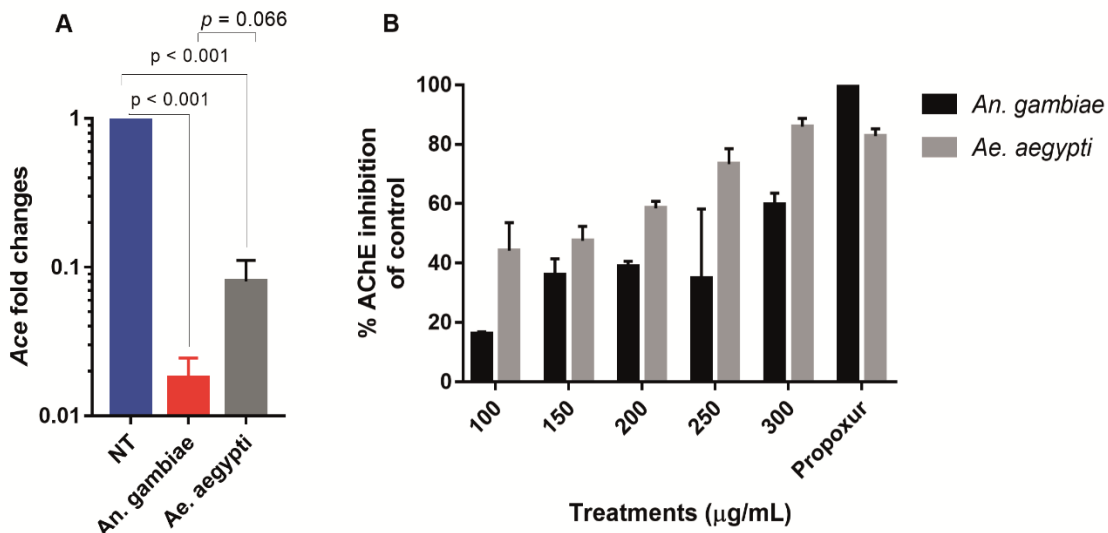 A
p = 0.066
p < 0.001
p < 0.001
Ace fold changes
1
0.1
0.01
NT
An. gambiae
Ae. aegypti
B
% AChE inhibition
of control
100
80
60
40
20
0
100
150
200
250
300
Propoxur
Treatments (μg/mL)
An. gambiae
Ae. aegypti